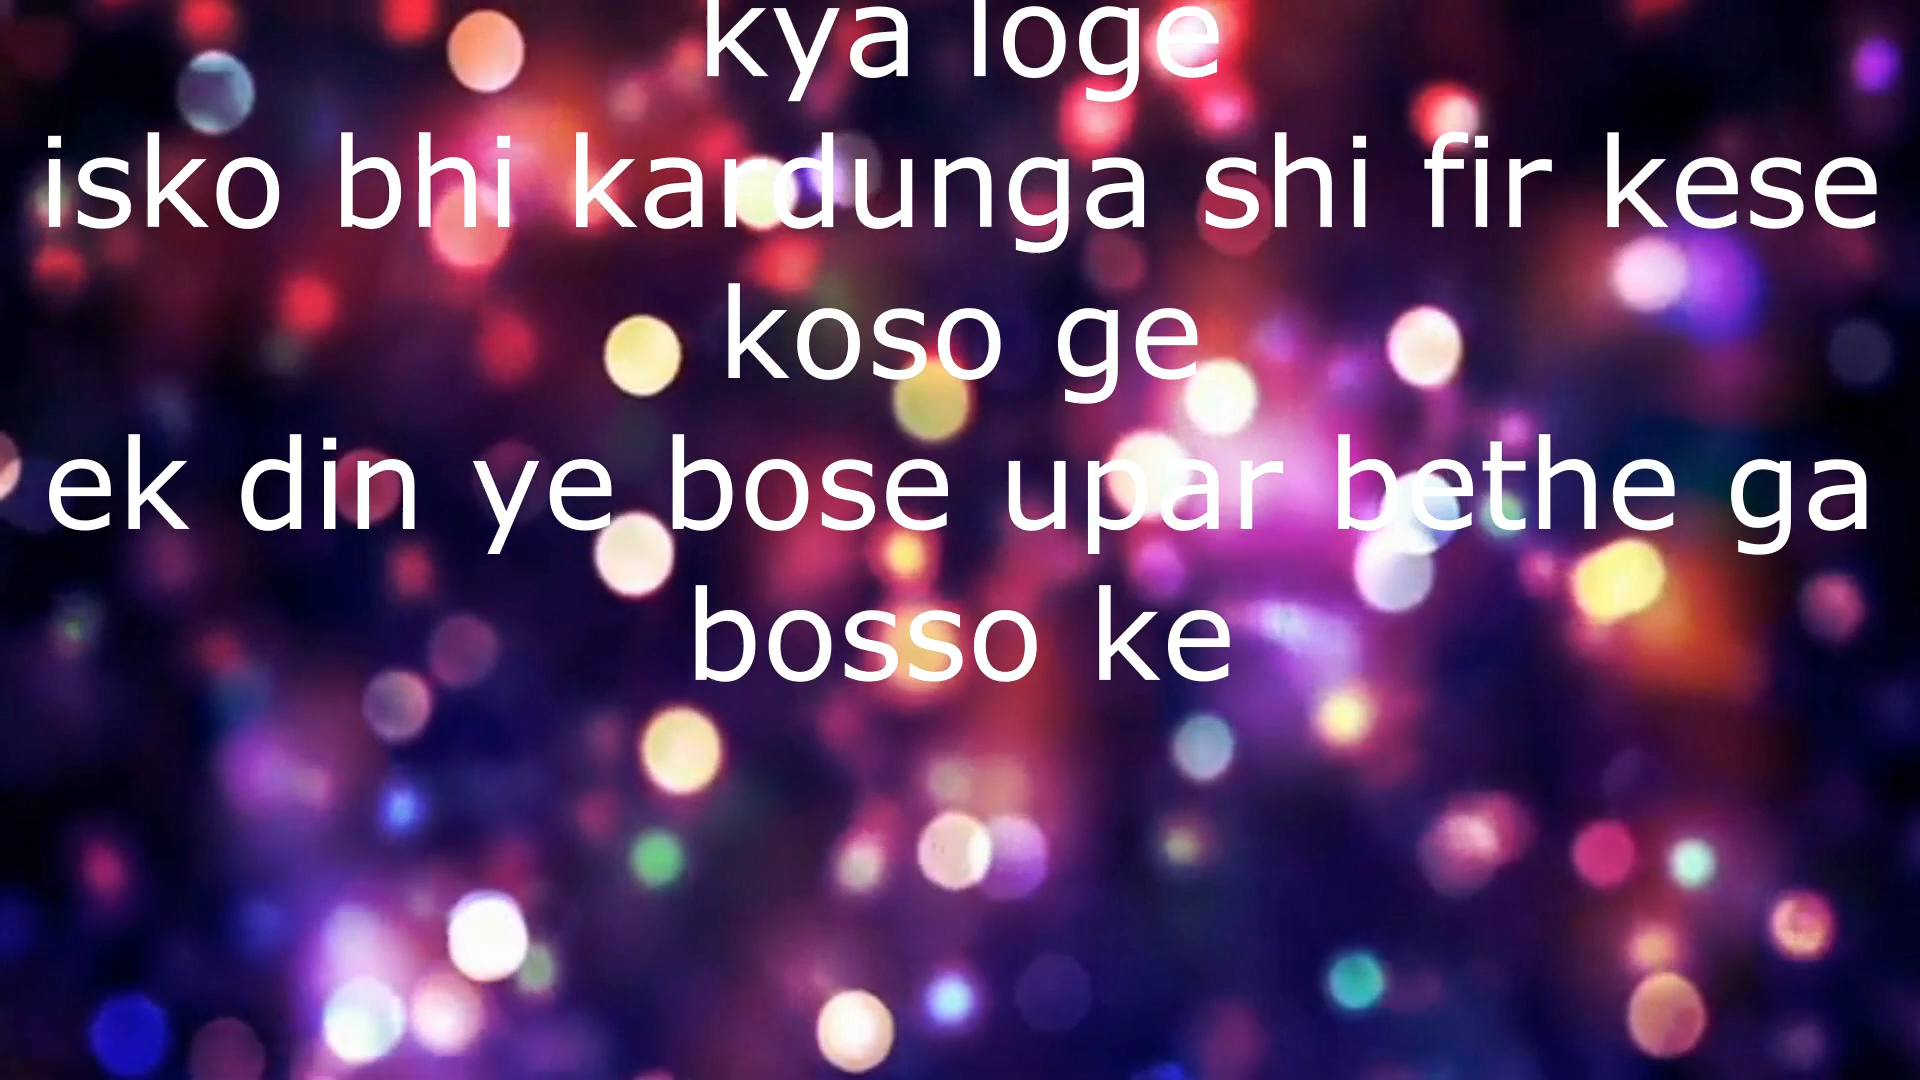 kya loge
isko bhi kardunga shi fir kese
koso ge
ek din ye bose upar bethe ga
bosso ke